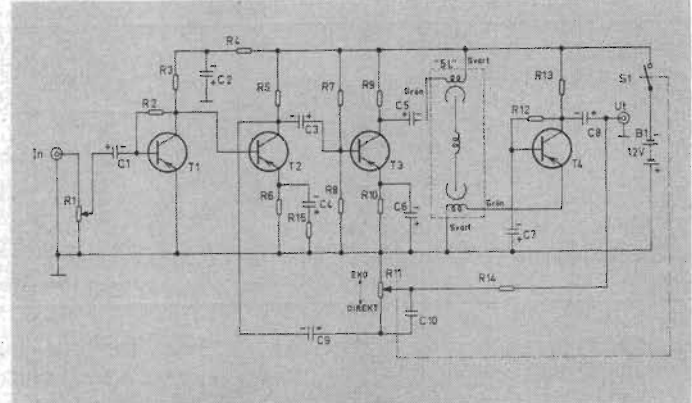 R4
R3
C2
R2
R5
R7
R9
"SL"
Svart
Grön
R13
S1
In
C1
T1
T2
C3
T3
C5
R12
T4
C8
Ut
B1
12V
R1
R6
C4
R15
R8
R10
C6
Grön
Svart
C7
EKO
R11
DIREKT
R14
C10
C9